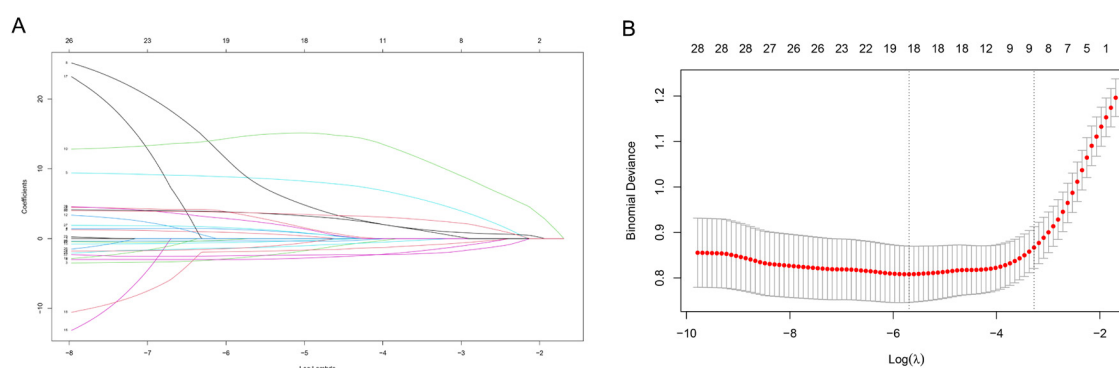 A
26 23 19 18 11 8 2
Coefficients
20
10
0
−10
−8 −7 −6 −5 −4 −3 −2
Log Lambda
B
28 28 28 27 26 26 23 22 19 18 18 18 12 9 9 8 7 5 1
Binomial Deviance
1.2
1.1
1.0
0.9
0.8
−10 −8 −6 −4 −2
Log(λ)